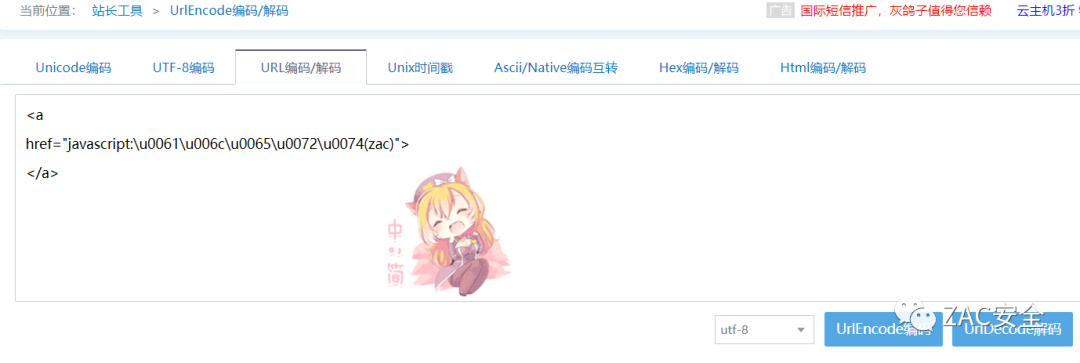 当前位置： 站长工具 > UrlEncode编码/解码
广告 国际短信推广，灰鸽子值得您信赖 云主机3折
Unicode编码 UTF-8编码 URL编码/解码 Unix时间戳 Ascii/Native编码互转 Hex编码/解码 Html编码/解码
<a
href="javascript:\u0061\u006c\u0065\u0072\u0074(zac)">
</a>
中
简
utf-8 UrlEncode编码 UrlDecode解码
ZAC安全